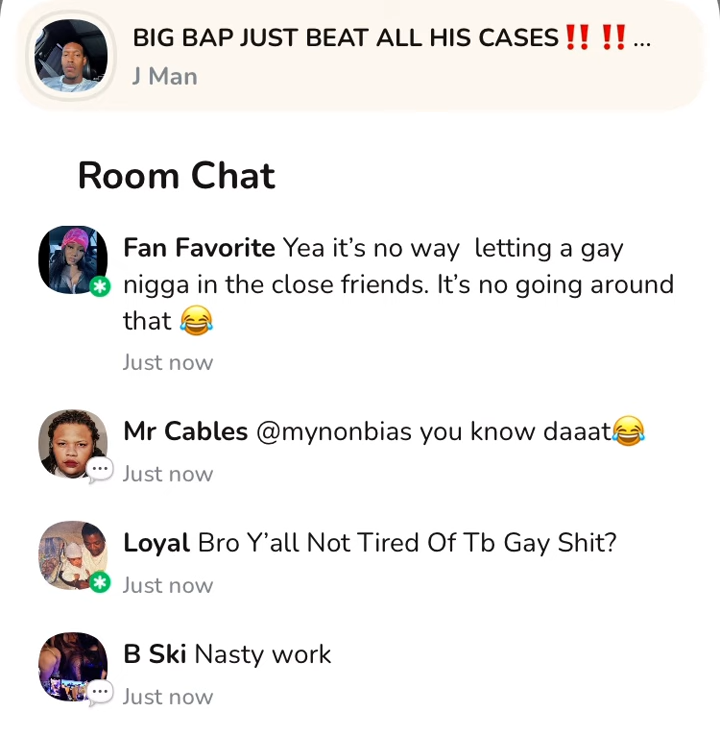 BIG BAP JUST BEAT ALL HIS CASES‼️ ‼️...
J Man
Room Chat
Fan Favorite Yea it’s no way  letting a gay
nigga in the close friends. It’s no going around
that 😂
Just now
Mr Cables @mynonbias you know daaat😂
Just now
Loyal Bro Y’all Not Tired Of Tb Gay Shit?
Just now
B Ski Nasty work
Just now